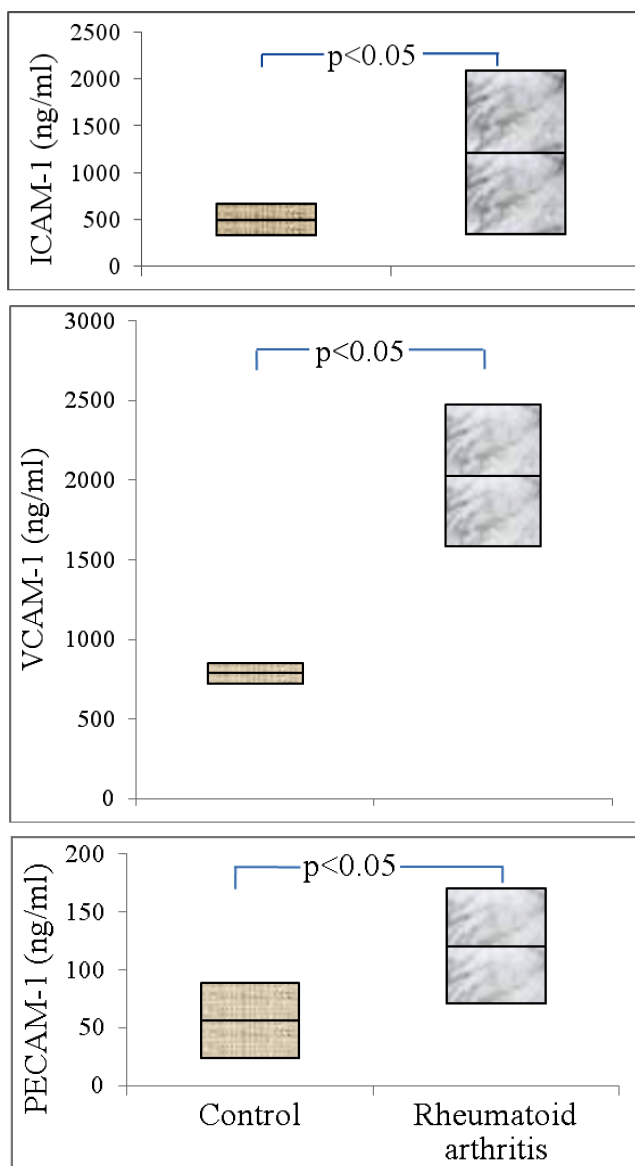 ICAM-1 (ng/ml)
2500
2000
1500
1000
500
0
p<0.05
VCAM-1 (ng/ml)
3000
2500
2000
1500
1000
500
0
p<0.05
PECAM-1 (ng/ml)
200
150
100
50
0
p<0.05
Control
Rheumatoid
arthritis